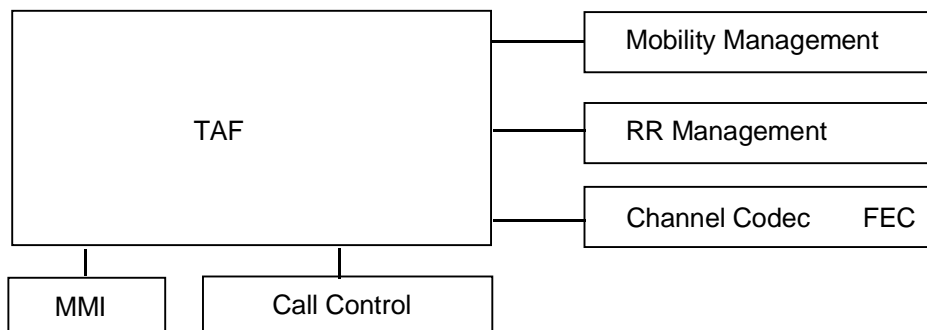 Mobility Management
TAF
RR Management
Channel Codec FEC
MMI
Call Control